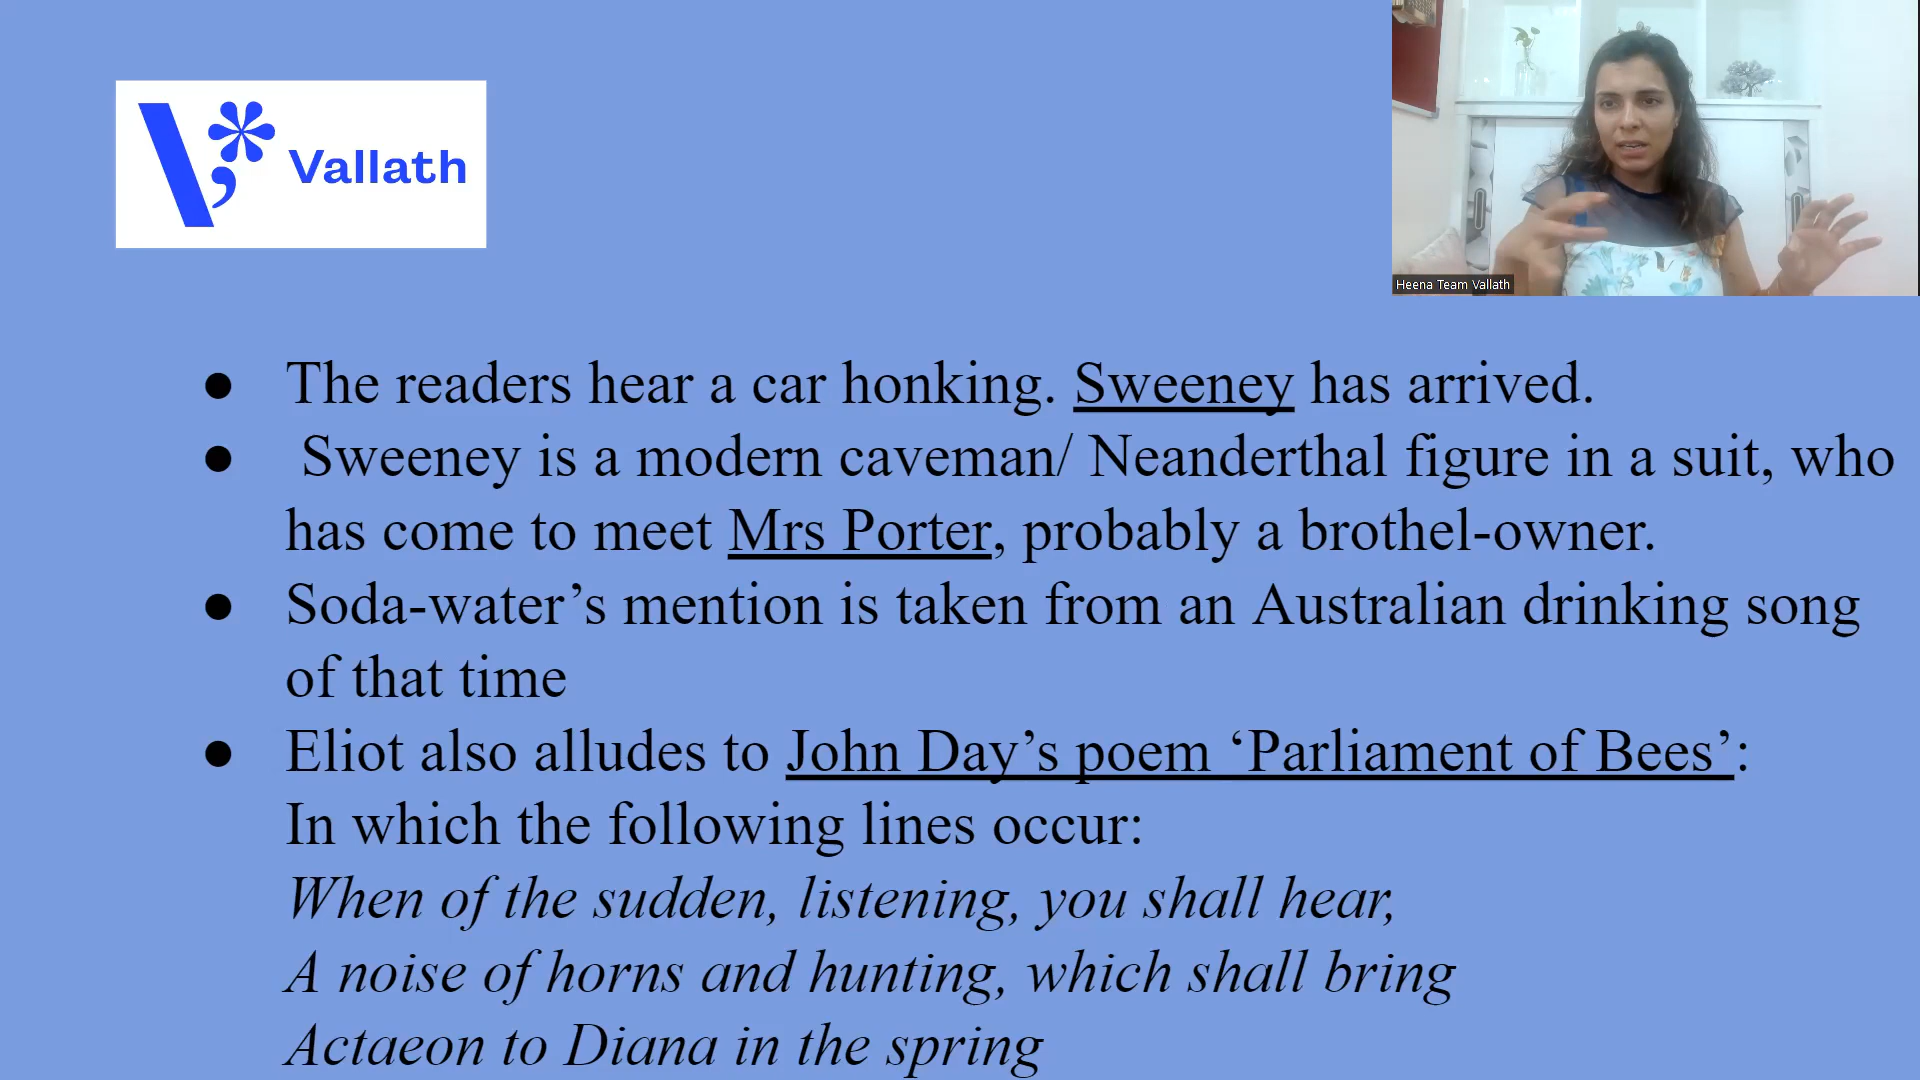 Vallath
Heena Team Vallath
● The readers hear a car honking. Sweeney has arrived.
● Sweeney is a modern caveman/ Neanderthal figure in a suit, who
has come to meet Mrs Porter, probably a brothel-owner.
● Soda-water’s mention is taken from an Australian drinking song
of that time
● Eliot also alludes to John Day’s poem ‘Parliament of Bees’:
In which the following lines occur:
When of the sudden, listening, you shall hear,
A noise of horns and hunting, which shall bring
Actaeon to Diana in the spring